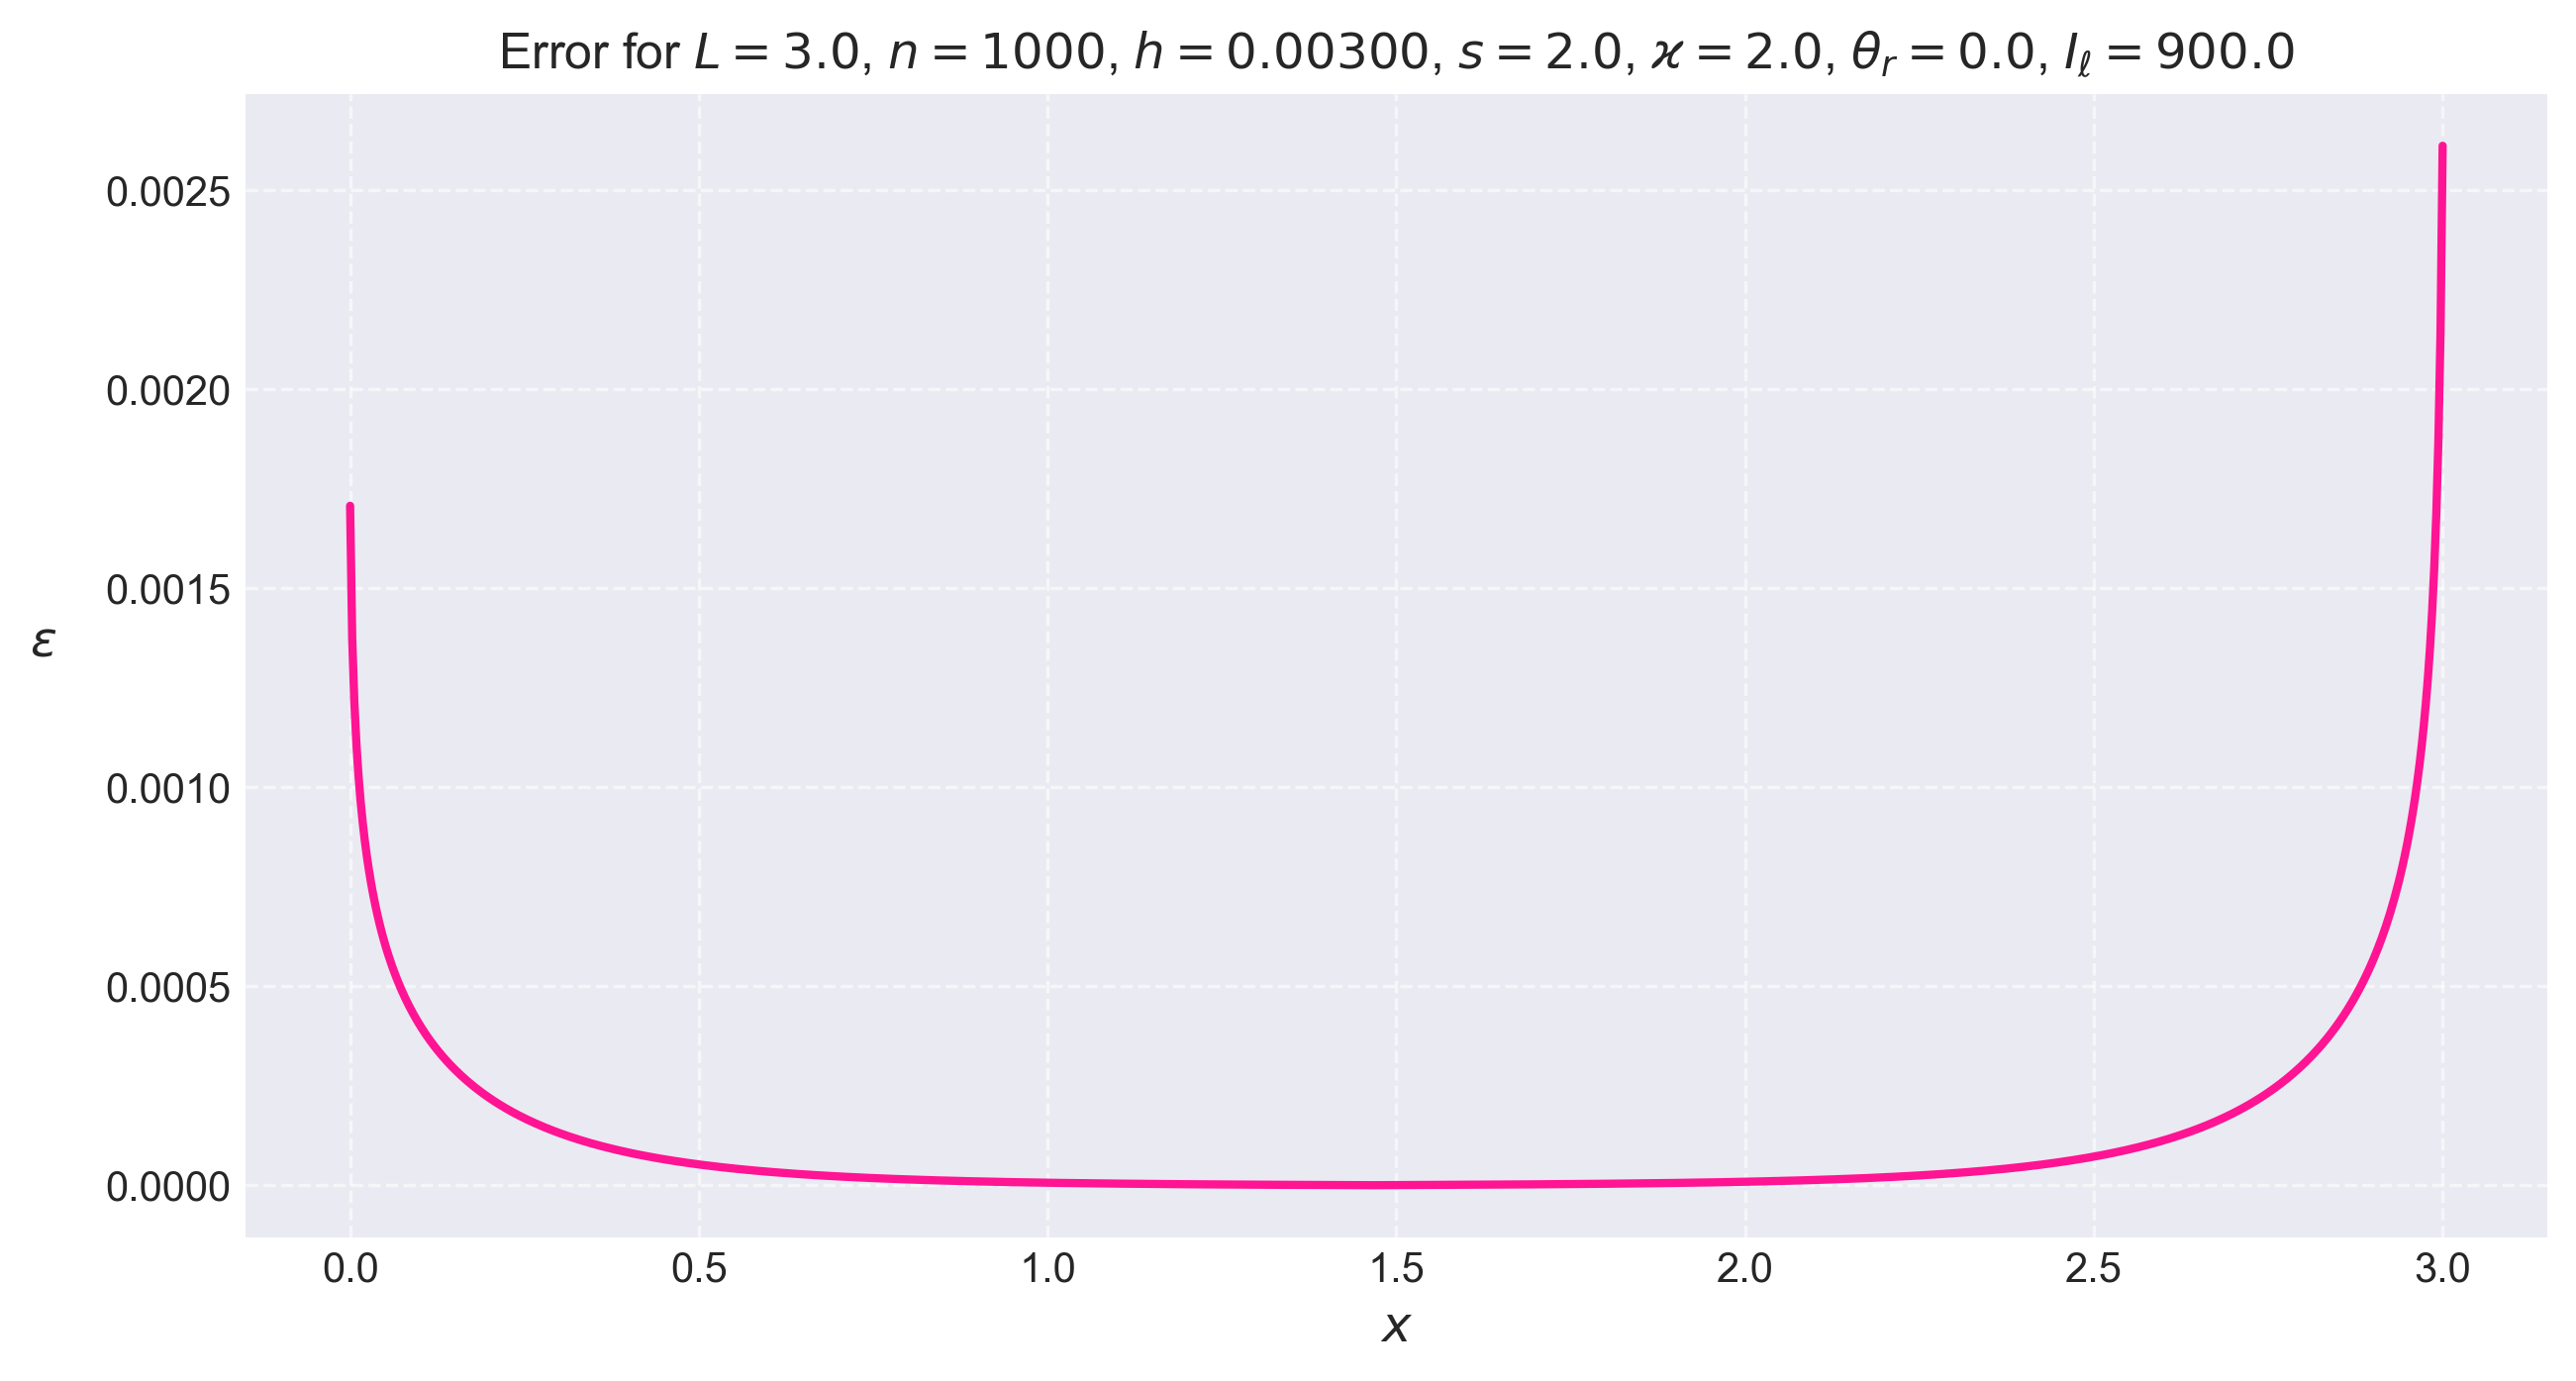 Error for L = 3.0, n = 1000, h = 0.00300, s = 2.0, ϰ = 2.0, θᵣ = 0.0, I_ℓ = 900.0
0.0025
0.0020
0.0015
ε
0.0010
0.0005
0.0000
0.0 0.5 1.0 1.5 2.0 2.5 3.0
x